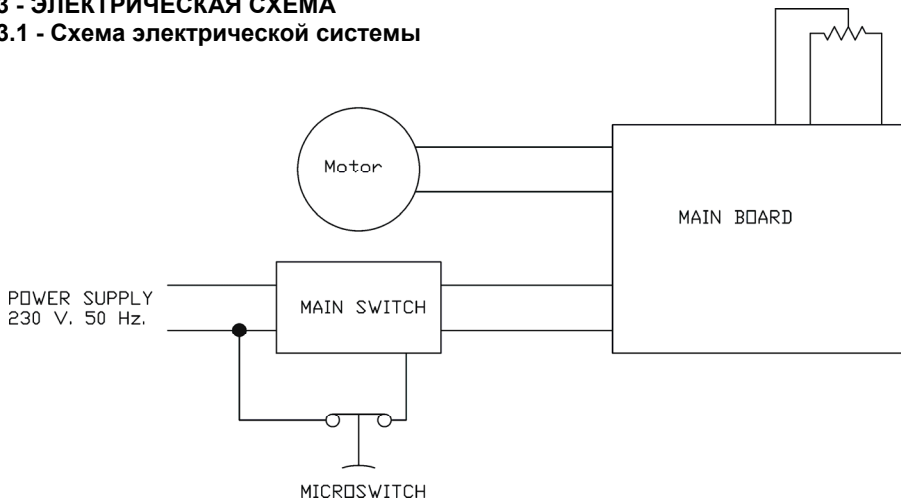 3 - ЭЛЕКТРИЧЕСКАЯ СХЕМА
3.1 - Схема электрической системы
Motor
MAIN BOARD
MAIN SWITCH
POWER SUPPLY
230 V. 50 Hz.
MICROSWITCH